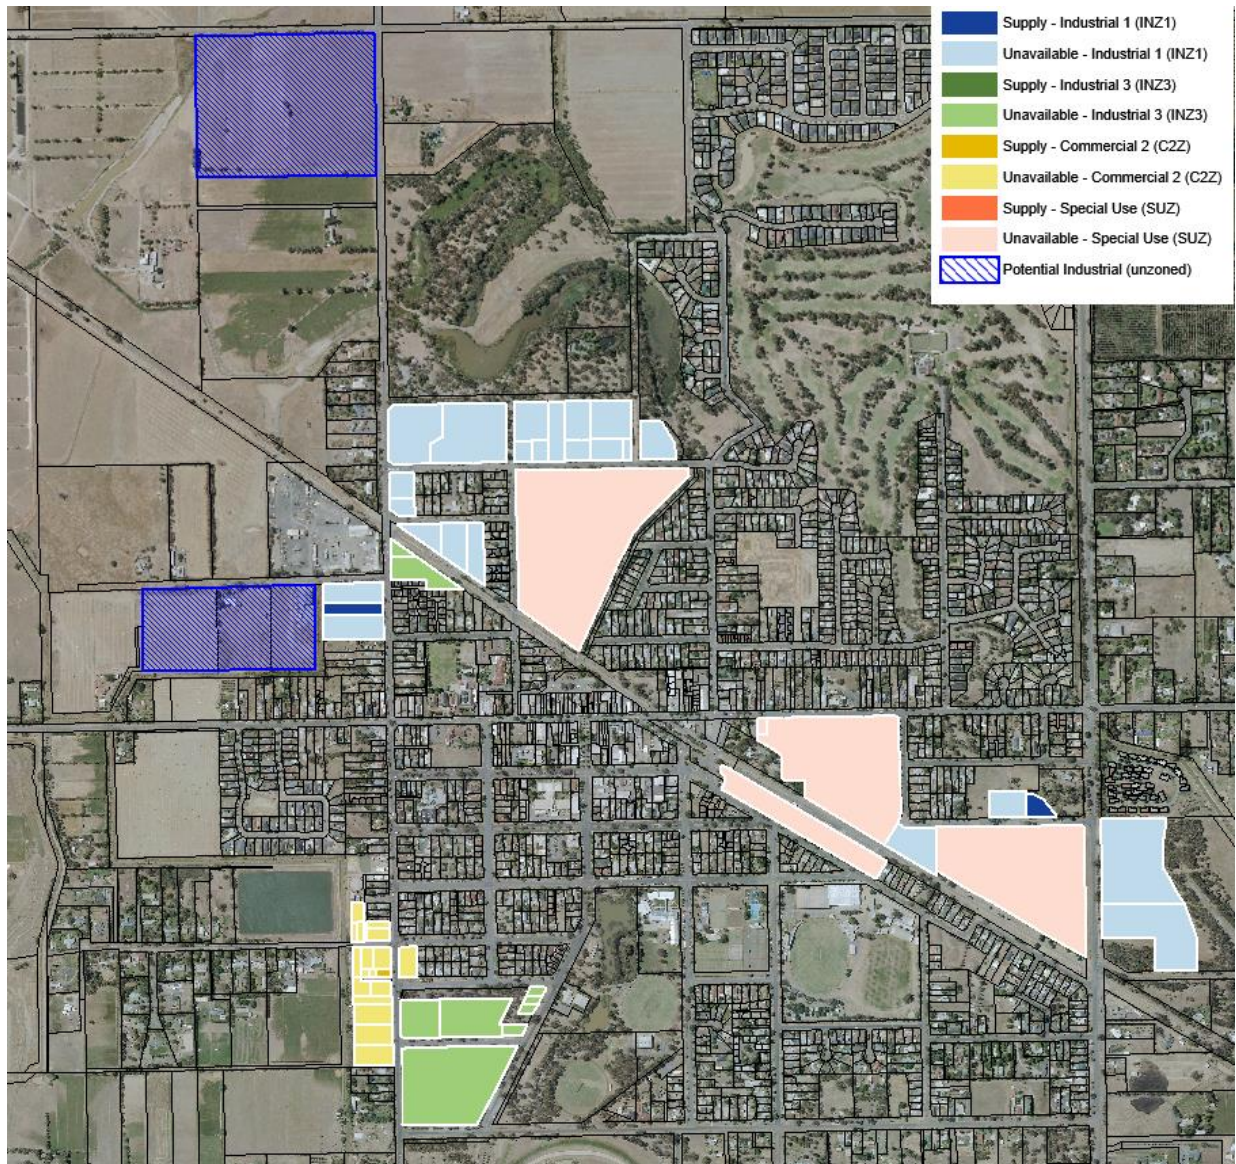 Supply - Industrial 1 (INZ1)
Unavailable - Industrial 1 (INZ1)
Supply - Industrial 3 (INZ3)
Unavailable - Industrial 3 (INZ3)
Supply - Commercial 2 (C2Z)
Unavailable - Commercial 2 (C2Z)
Supply - Special Use (SUZ)
Unavailable - Special Use (SUZ)
Potential Industrial (unzoned)